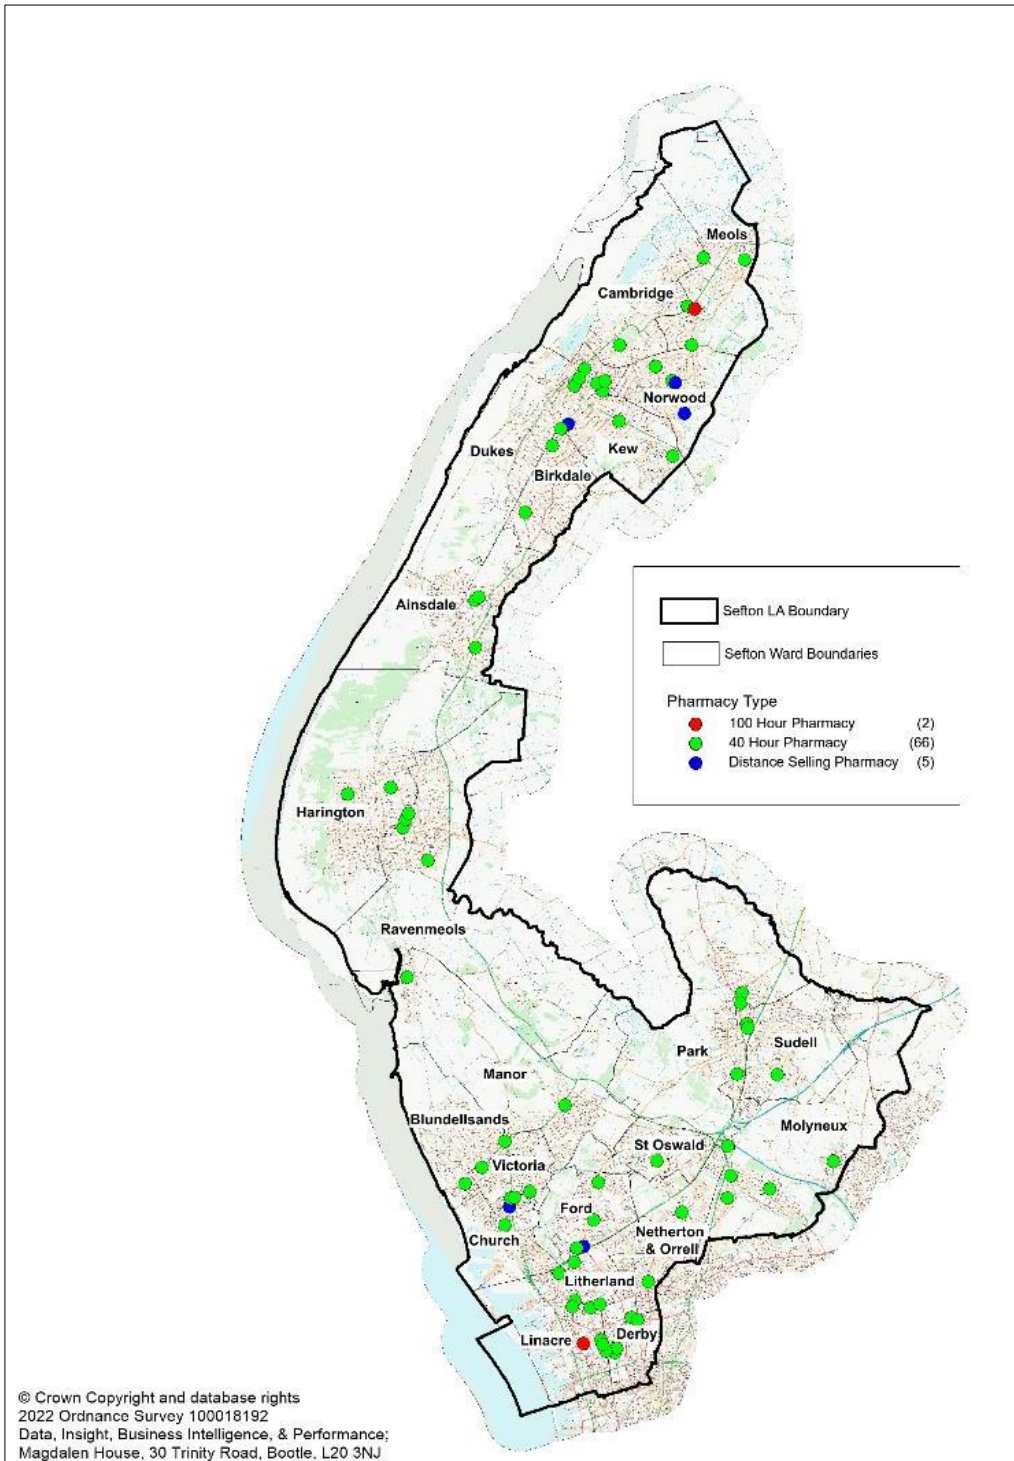 Meols
Cambridge
Norwood
Dukes
Kew
Birkdale
Ainsdale
Sefton LA Boundary
Sefton Ward Boundaries
Pharmacy Type
100 Hour Pharmacy (2)
40 Hour Pharmacy (66)
Distance Selling Pharmacy (5)
Harington
Ravenmeols
Park
Sudell
Manor
Blundellsands
Molyneux
St Oswald
Victoria
Ford
Church
Netherton
& Orrell
Litherland
Linacre
Derby
© Crown Copyright and database rights
2022 Ordnance Survey 100018192
Data, Insight, Business Intelligence, & Performance;
Magdalen House, 30 Trinity Road, Bootle, L20 3NJ